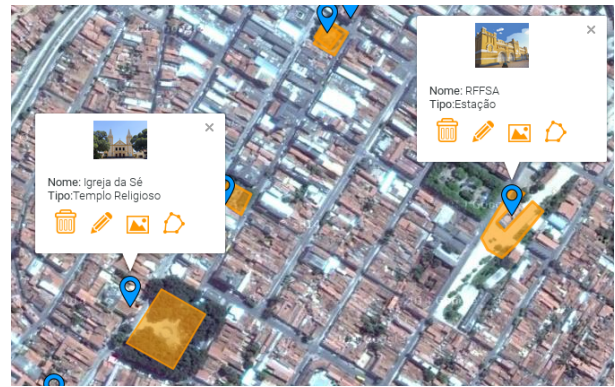 ×
Nome: RFFSA
Tipo:Estação
×
Nome: Igreja da Sé
Tipo:Templo Religioso